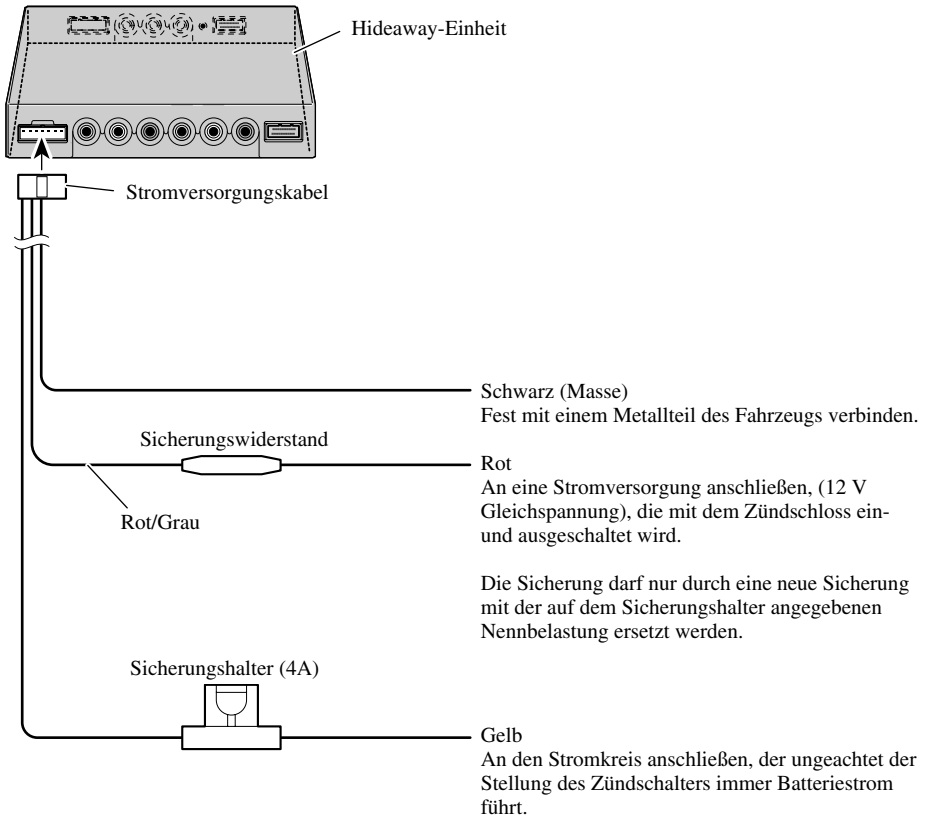 Hideaway-Einheit
Stromversorgungskabel
Schwarz (Masse)
Fest mit einem Metallteil des Fahrzeugs verbinden.
Sicherungswiderstand
Rot/Grau
Rot
An eine Stromversorgung anschließen, (12 V
Gleichspannung), die mit dem Zündschloss ein-
und ausgeschaltet wird.
Die Sicherung darf nur durch eine neue Sicherung
mit der auf dem Sicherungshalter angegebenen
Nennbelastung ersetzt werden.
Sicherungshalter (4A)
Gelb
An den Stromkreis anschließen, der ungeachtet der
Stellung des Zündschalters immer Batteriestrom
führt.